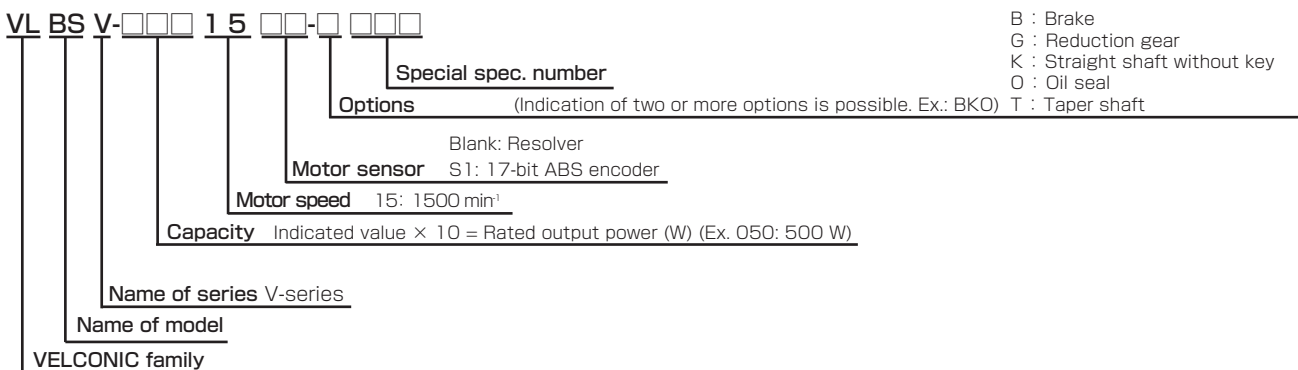 VL BS V-□□□ 15 □□-□ □□□
B : Brake
G : Reduction gear
K : Straight shaft without key
O : Oil seal
T : Taper shaft
Special spec. number
Options (Indication of two or more options is possible. Ex.: BKO)
Blank: Resolver
Motor sensor S1: 17-bit ABS encoder
Motor speed 15: 1500 min⁻¹
Capacity Indicated value × 10 = Rated output power (W) (Ex. 050: 500 W)
Name of series V-series
Name of model
VELCONIC family